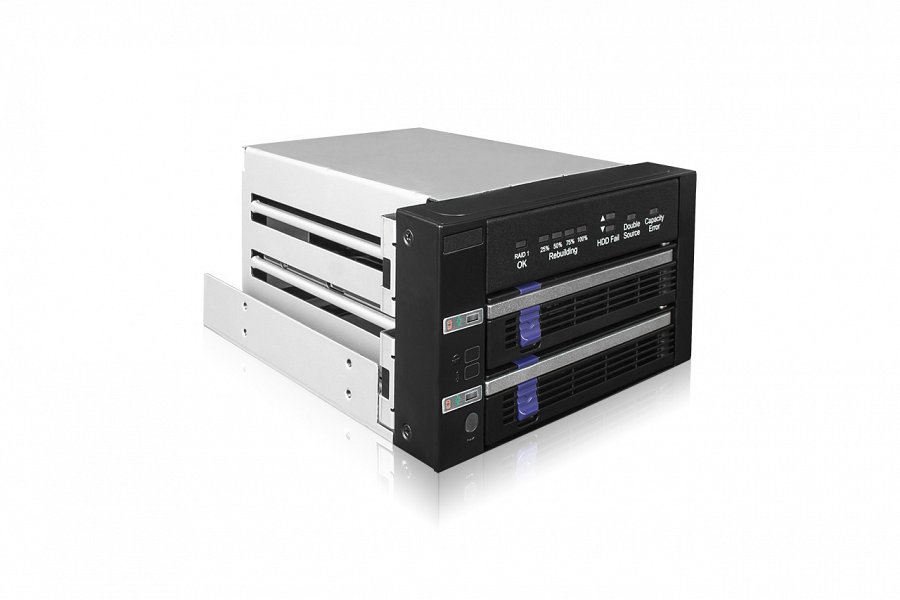 RAID 1
OK
25% 50% 75% 100%
Rebuilding
▲
▼
HDD Fail
Double
Source
Capacity
Error